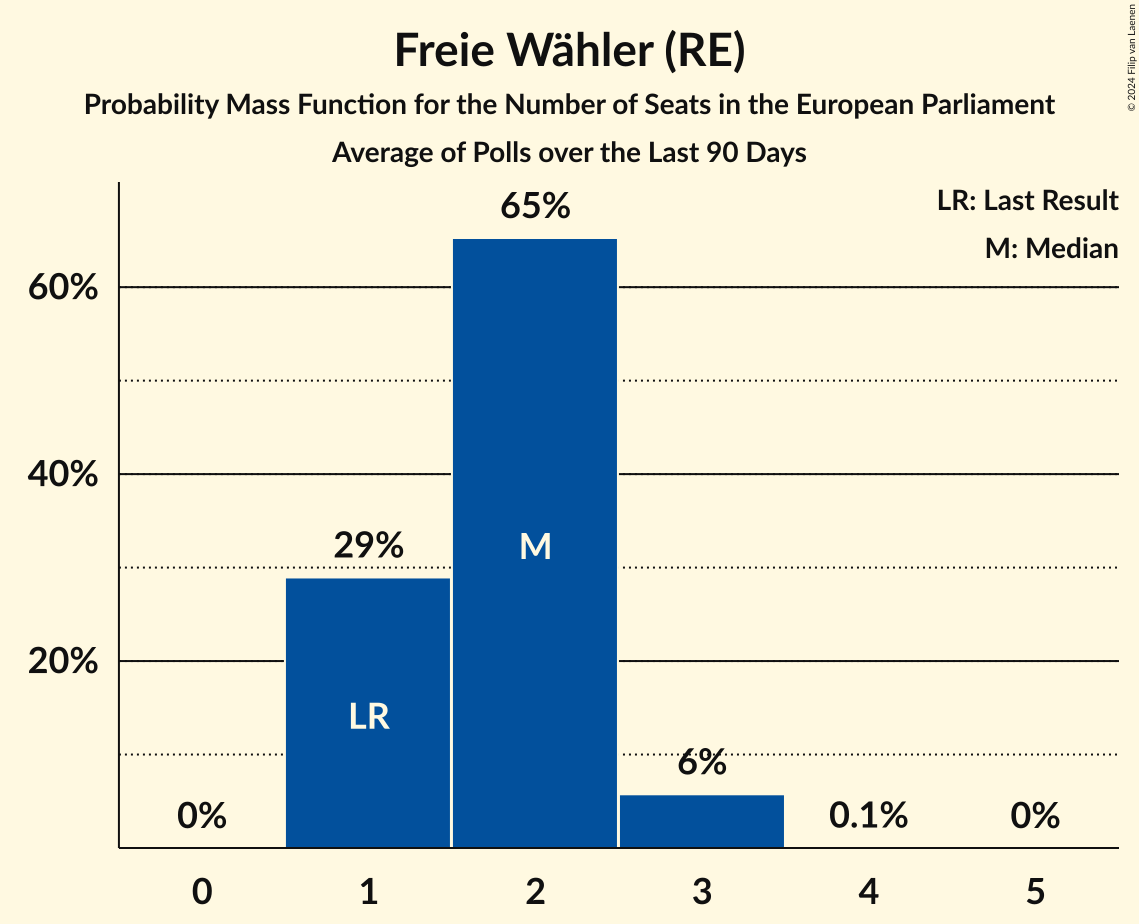 © 2024 Filip van Laenen
Freie Wähler (RE)
Probability Mass Function for the Number of Seats in the European Parliament
Average of Polls over the Last 90 Days
LR: Last Result
M: Median
60%
40%
20%
0%
29%
65%
6%
0.1%
0%
LR
M
0 1 2 3 4 5